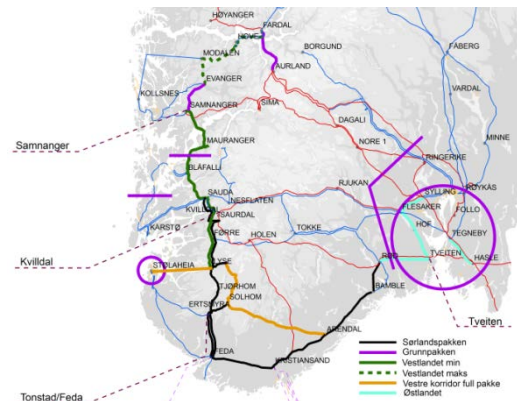 HØYANGER
FARDAL
HOVE
MODALEN
BORGUND
FÅBERG
AURLAND
EVANGER
VARDAL
KOLLSNES
SIMA
DAGALI
SAMNANGER
MINNE
Samnanger
MAURANGER
NORE 1
RINGERIKE
BLÅFALLI
RJUKAN
SYLLING
RØYKÅS
SAUDA
NESFLATEN
FLESAKER
FOLLO
KVILLDAL
SAURDAL
HOF
KÅRSTØ
TOKKE
TEGNEBY
Kvilldal
FØRRE
HOLEN
TVEITEN
HASLE
STØLAHEIA
LYSE
RØD
TJØRHOM
BAMBLE
Tveiten
SOLHOM
ERTSMYRA
ARENDAL
Sørlandspakken
Grunnpakken
FEDA
Vestlandet min
KRISTIANSAND
Vestlandet maks
Vestre korridor full pakke
Tonstad/Feda
Østlandet